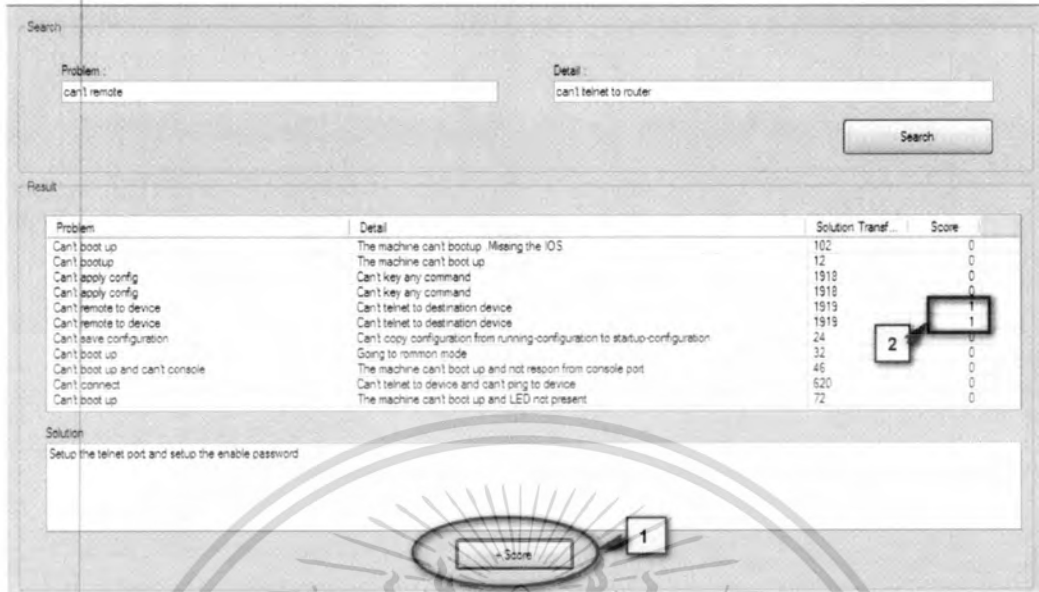 Search
Problem : Detail :
can't remote can't telnet to router
Search
Result
Problem Detail Solution Transf... Score
Can't boot up The machine can't bootup .Missing the IOS 102 0
Can't bootup The machine can't boot up 12 0
Can't apply config Can't key any command 1918 0
Can't apply config Can't key any command 1918 0
Can't remote to device Can't telnet to destination device 1919 1
Can't remote to device Can't telnet to destination device 1919 1
Can't save configuration Can't copy configuration from running-configuration to startup-configuration 24 0
Can't boot up Going to rommon mode 32 0
Can't boot up and can't console The machine can't boot up and not respon from console port 46 0
Can't connect Can't telnet to device and can't ping to device 620 0
Can't boot up The machine can't boot up and LED not present 72 0
2
Solution
Setup the telnet port and setup the enable password
+ Score
1